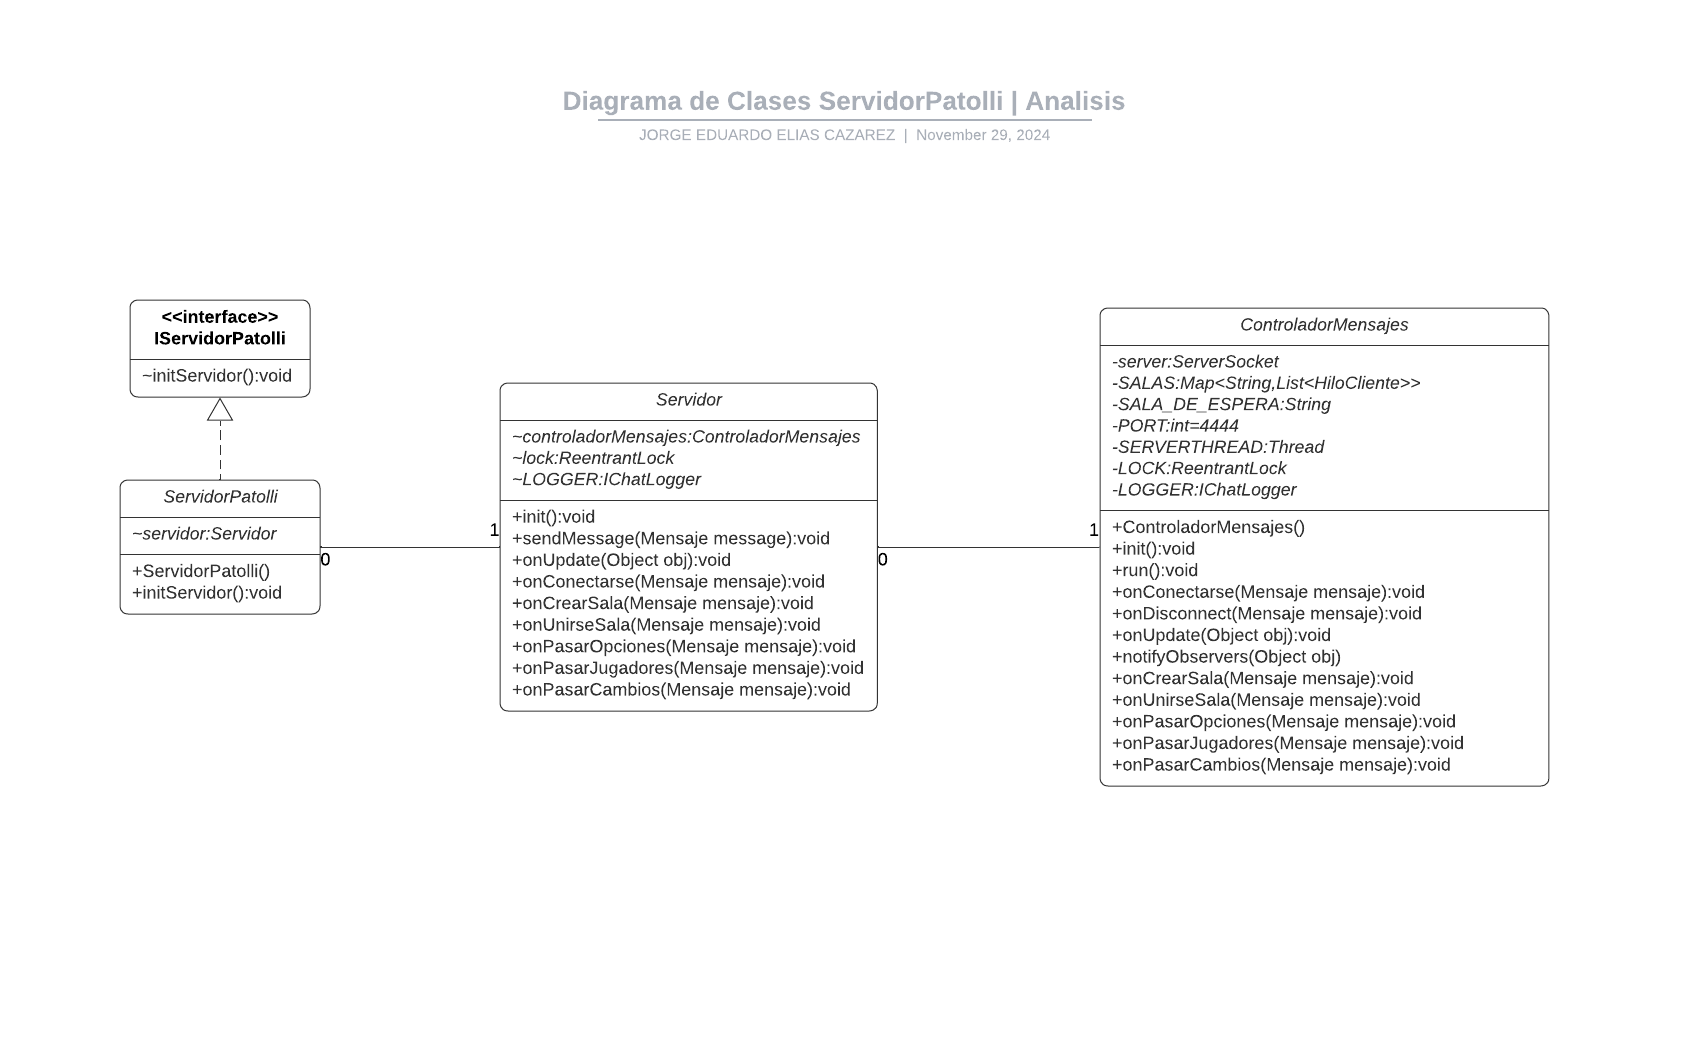 Diagrama de Clases ServidorPatolli | Analisis
JORGE EDUARDO ELIAS CAZAREZ | November 29, 2024
<<interface>>
IServidorPatolli
~initServidor():void
ServidorPatolli
~servidor:Servidor
+ServidorPatolli()
+initServidor():void
0
1
Servidor
~controladorMensajes:ControladorMensajes
~lock:ReentrantLock
~LOGGER:IChatLogger
+init():void
+sendMessage(Mensaje message):void
+onUpdate(Object obj):void
+onConectarse(Mensaje mensaje):void
+onCrearSala(Mensaje mensaje):void
+onUnirseSala(Mensaje mensaje):void
+onPasarOpciones(Mensaje mensaje):void
+onPasarJugadores(Mensaje mensaje):void
+onPasarCambios(Mensaje mensaje):void
0
1
ControladorMensajes
-server:ServerSocket
-SALAS:Map<String,List<HiloCliente>>
-SALA_DE_ESPERA:String
-PORT:int=4444
-SERVERTHREAD:Thread
-LOCK:ReentrantLock
-LOGGER:IChatLogger
+ControladorMensajes()
+init():void
+run():void
+onConectarse(Mensaje mensaje):void
+onDisconnect(Mensaje mensaje):void
+onUpdate(Object obj):void
+notifyObservers(Object obj)
+onCrearSala(Mensaje mensaje):void
+onUnirseSala(Mensaje mensaje):void
+onPasarOpciones(Mensaje mensaje):void
+onPasarJugadores(Mensaje mensaje):void
+onPasarCambios(Mensaje mensaje):void